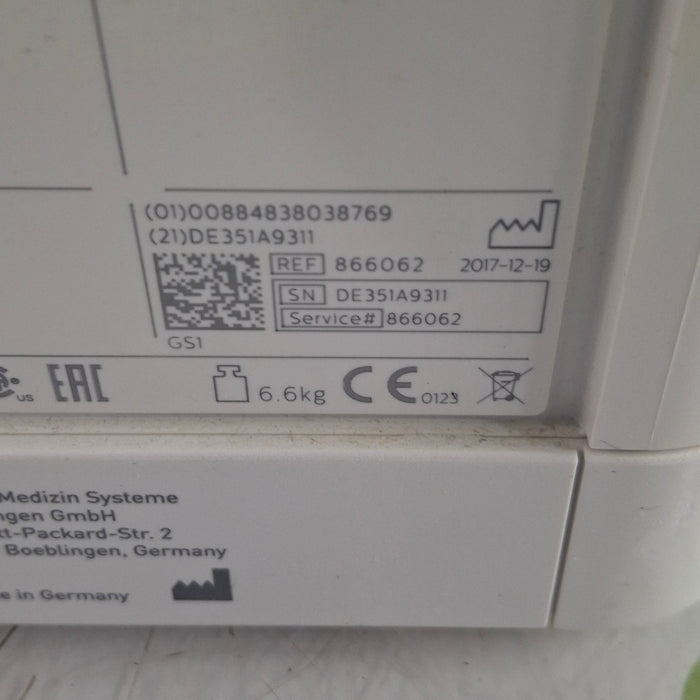 (01)00884838038769
(21)DE351A9311
REF 866062 2017-12-19
SN DE351A9311
Service# 866062
GS1
US EAC 6.6kg CE 0123
Medizin Systeme
ngen GmbH
tt-Packard-Str. 2
Boeblingen, Germany
e in Germany